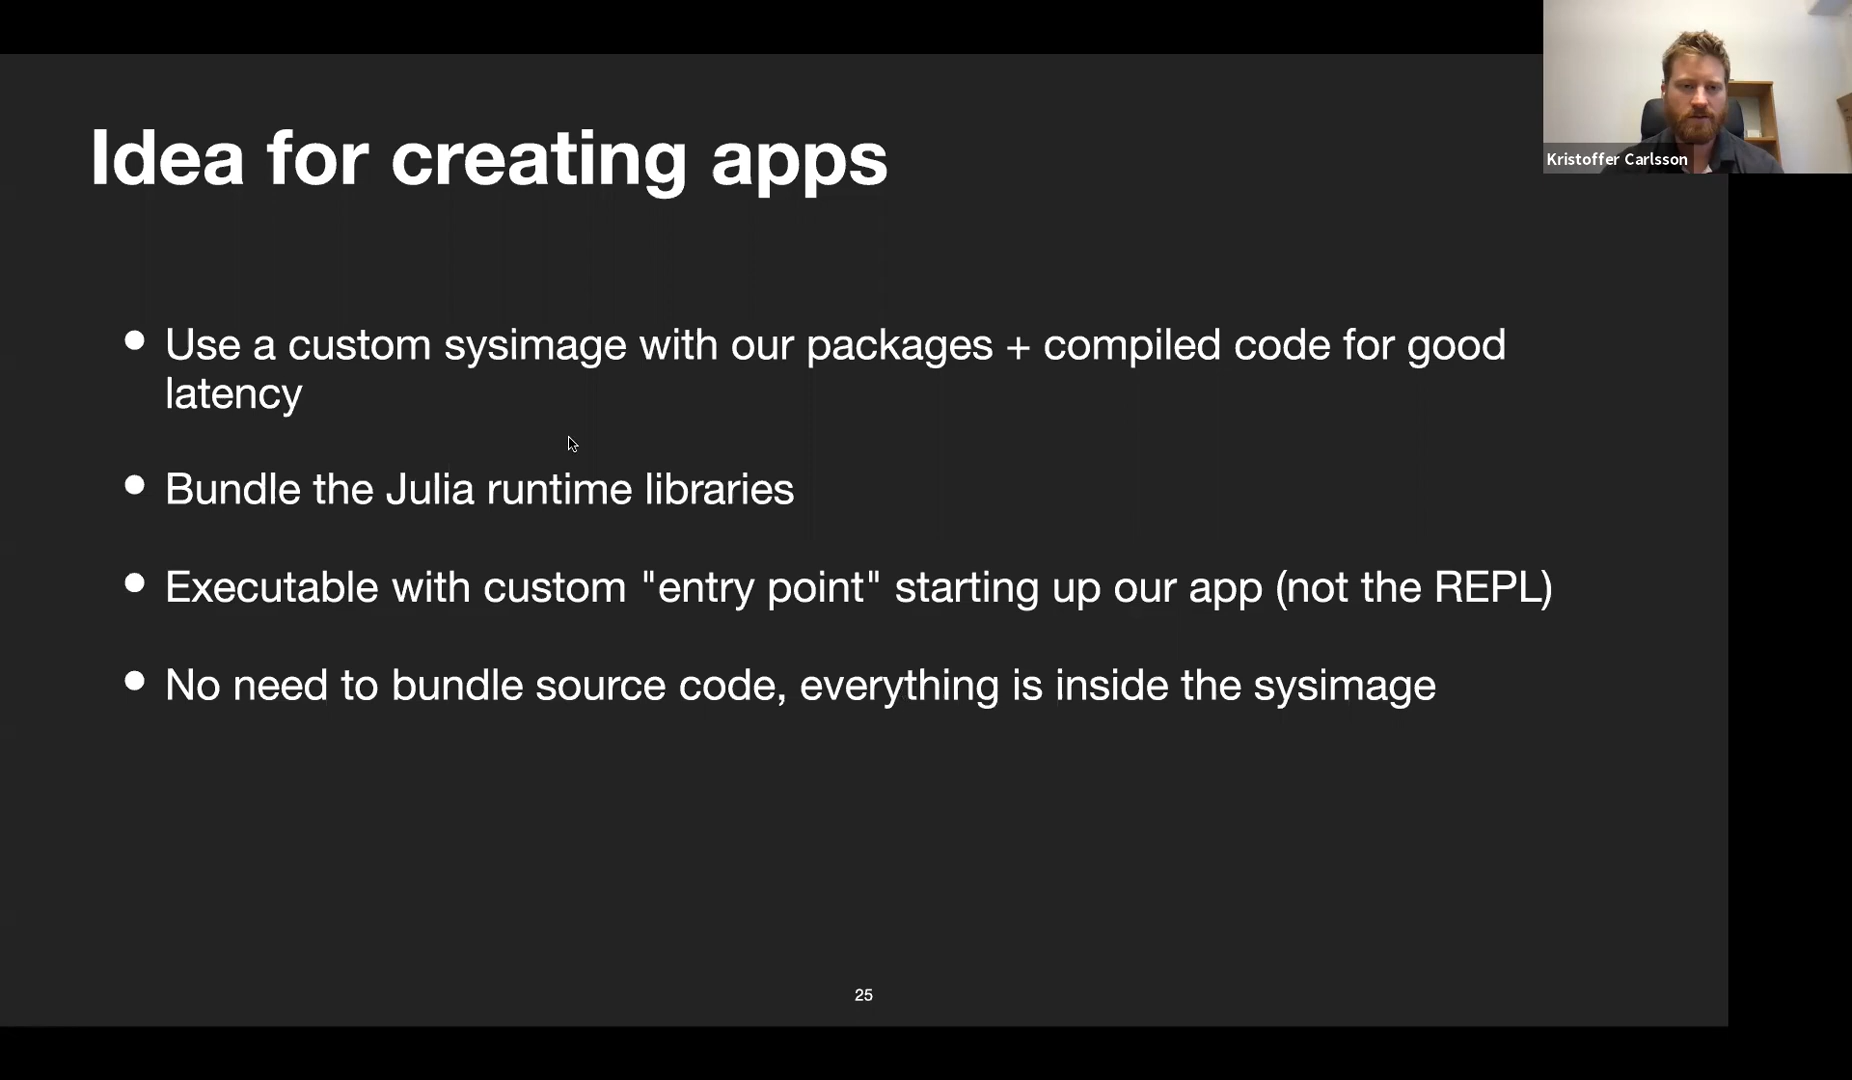 Idea for creating apps
Kristoffer Carlsson
● Use a custom sysimage with our packages + compiled code for good
latency
● Bundle the Julia runtime libraries
● Executable with custom "entry point" starting up our app (not the REPL)
● No need to bundle source code, everything is inside the sysimage
25